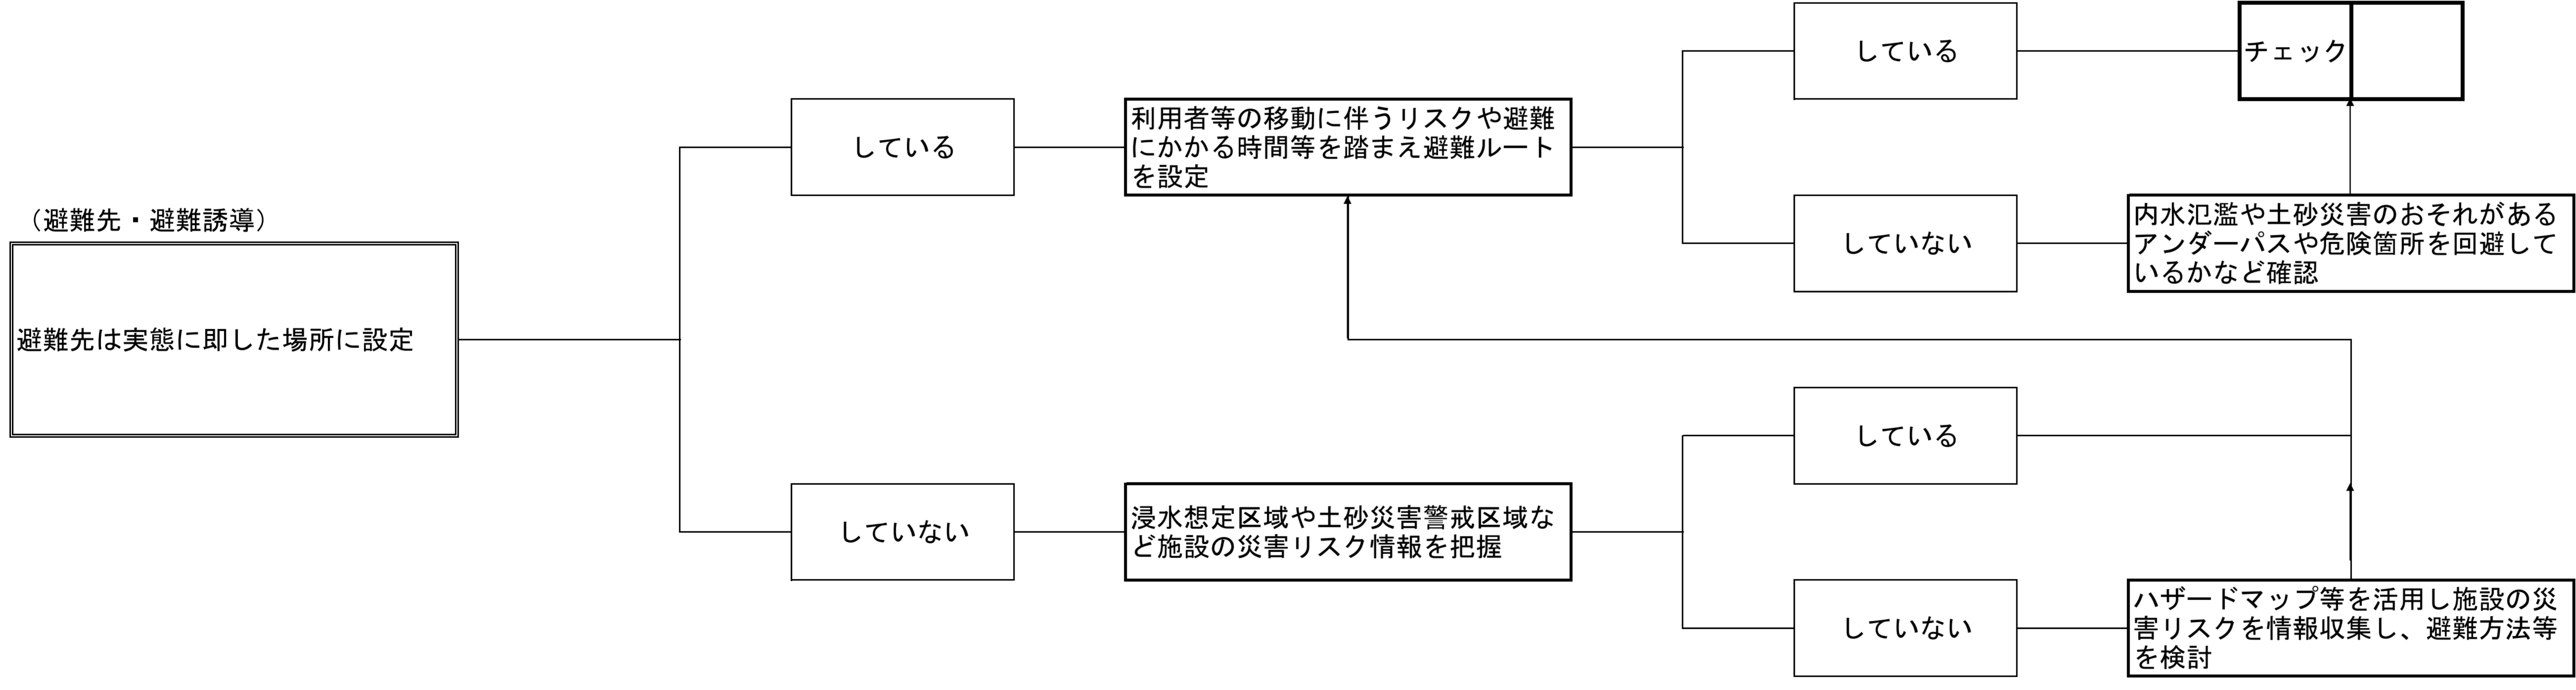 （避難先・避難誘導）
避難先は実態に即した場所に設定
している
利用者等の移動に伴うリスクや避難
にかかる時間等を踏まえ避難ルート
を設定
している
チェック
していない
内水氾濫や土砂災害のおそれがある
アンダーパスや危険箇所を回避して
いるかなど確認
していない
浸水想定区域や土砂災害警戒区域な
ど施設の災害リスク情報を把握
している
していない
ハザードマップ等を活用し施設の災
害リスクを情報収集し、避難方法等
を検討